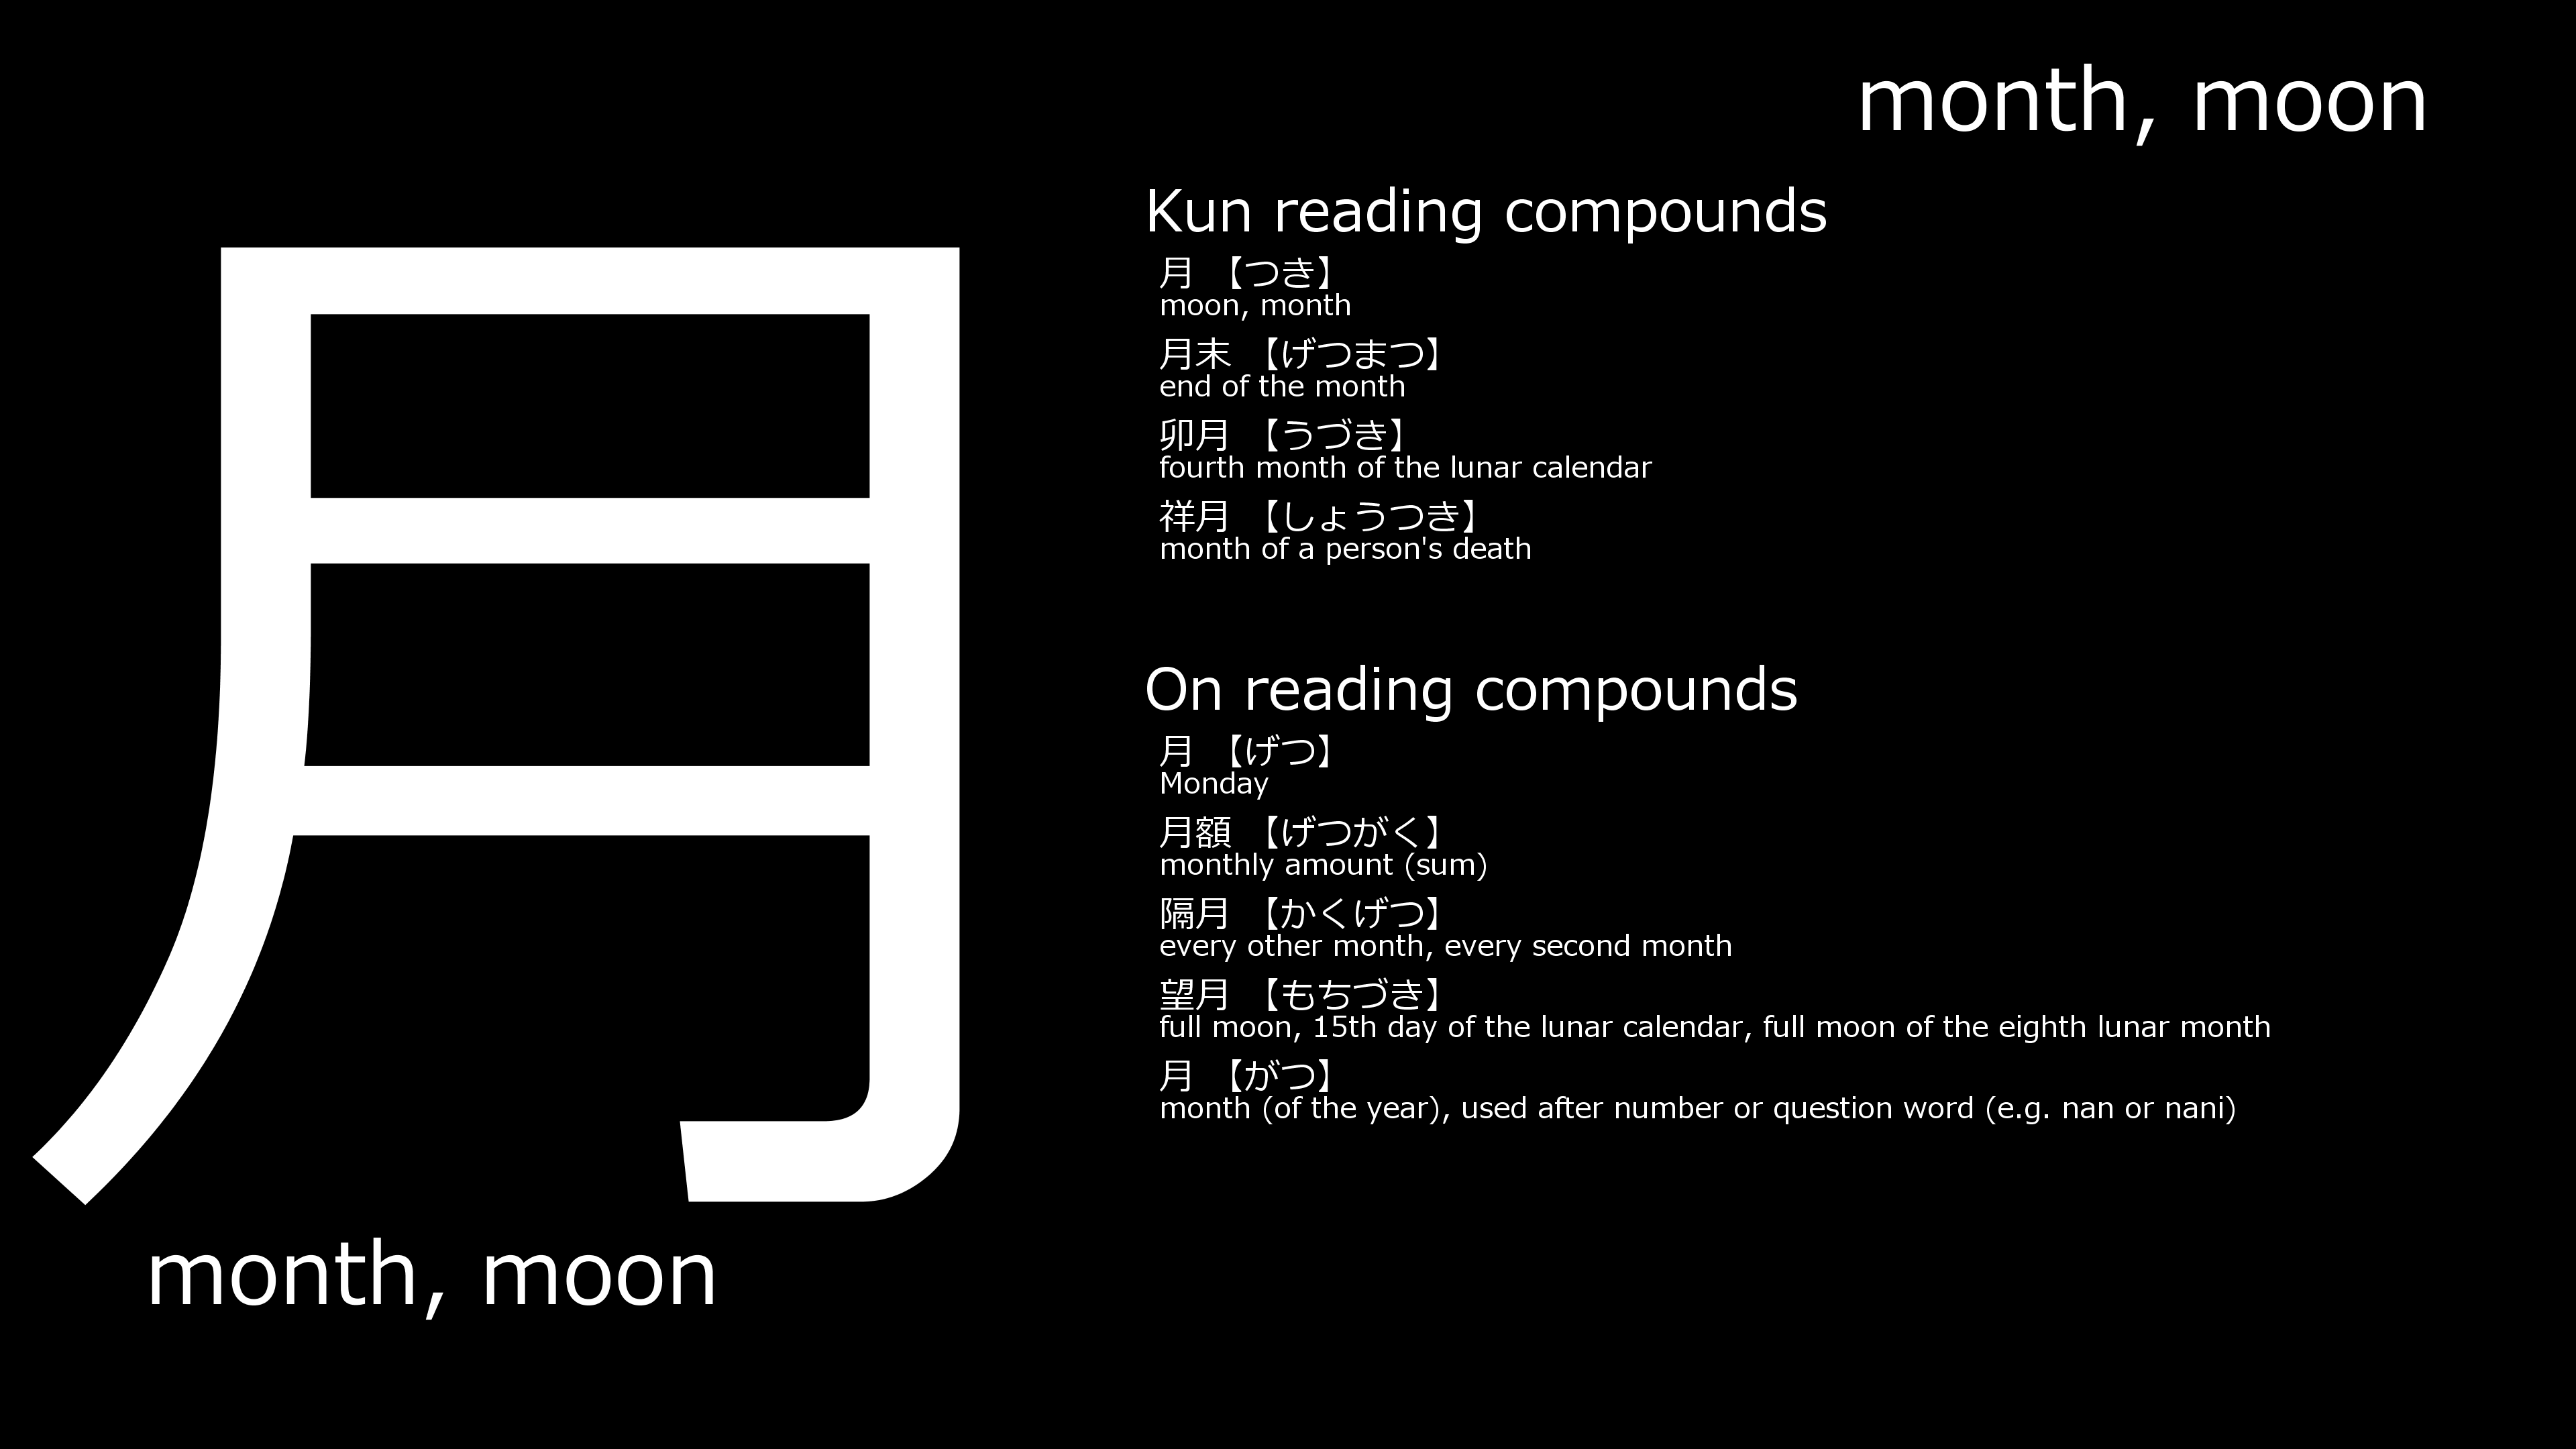 month, moon
月
month, moon
Kun reading compounds
月 【つき】
moon, month
月末 【げつまつ】
end of the month
卯月 【うづき】
fourth month of the lunar calendar
祥月 【しょうつき】
month of a person's death
On reading compounds
月 【げつ】
Monday
月額 【げつがく】
monthly amount (sum)
隔月 【かくげつ】
every other month, every second month
望月 【もちづき】
full moon, 15th day of the lunar calendar, full moon of the eighth lunar month
月 【がつ】
month (of the year), used after number or question word (e.g. nan or nani)